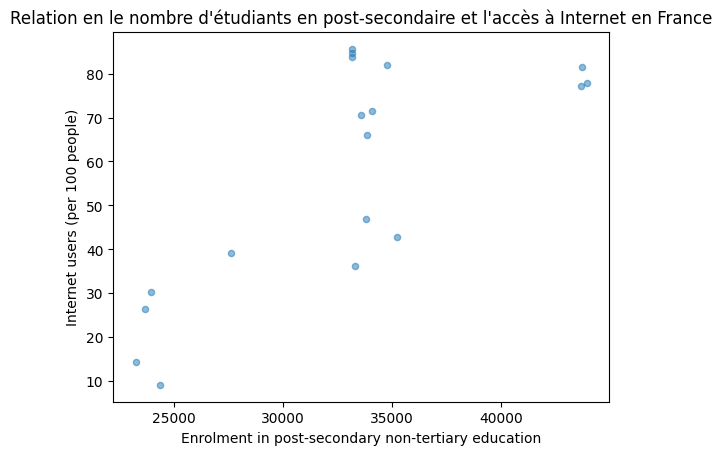 Relation en le nombre d'étudiants en post-secondaire et l'accès à Internet en France
80
70
60
50
40
30
20
10
Internet users (per 100 people)
25000 30000 35000 40000
Enrolment in post-secondary non-tertiary education